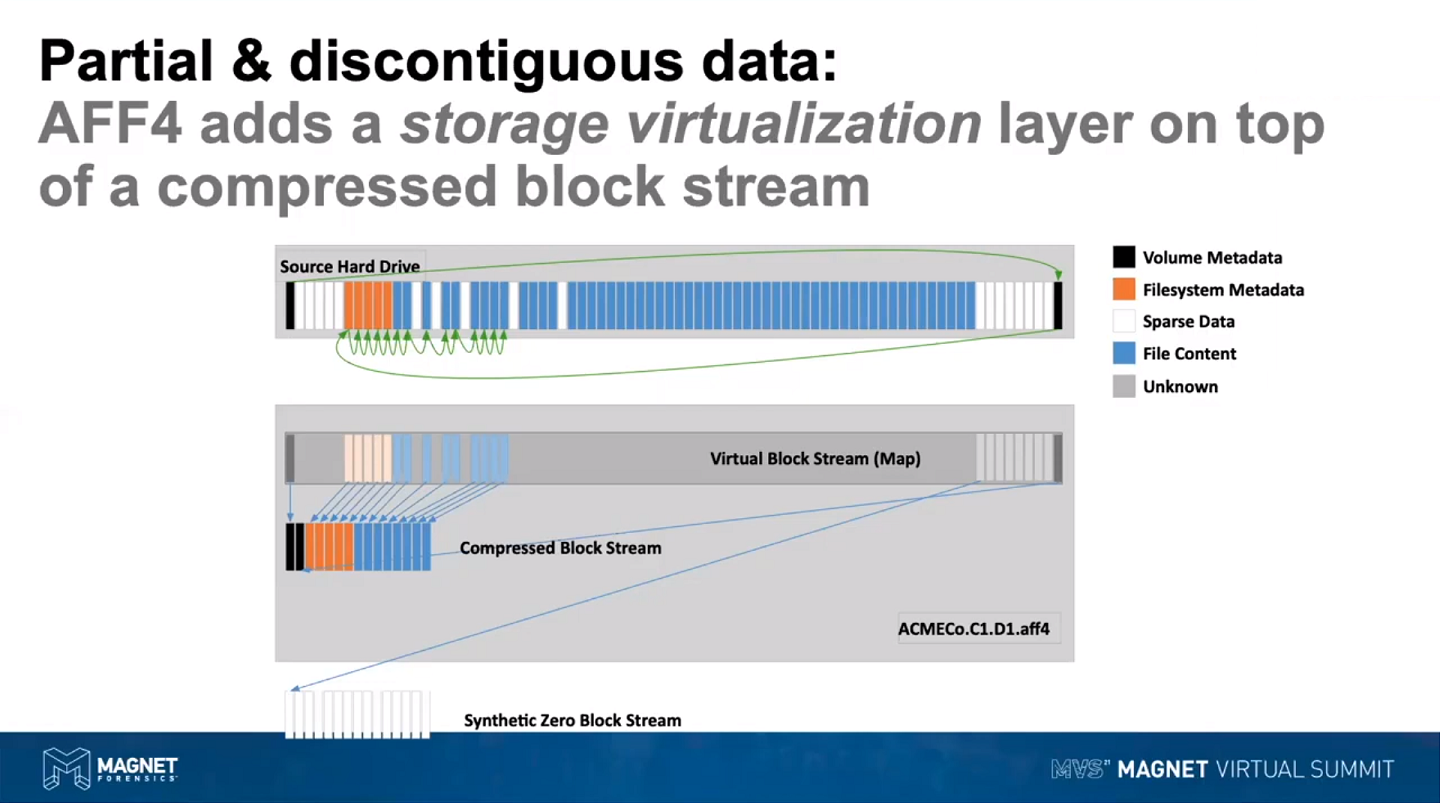 Partial & discontiguous data:
AFF4 adds a storage virtualization layer on top
of a compressed block stream
Source Hard Drive
Volume Metadata
Filesystem Metadata
Sparse Data
File Content
Unknown
Virtual Block Stream (Map)
Compressed Block Stream
ACMECo.C1.D1.aff4
Synthetic Zero Block Stream
MAGNET
FORENSICS
MVS21 MAGNET VIRTUAL SUMMIT